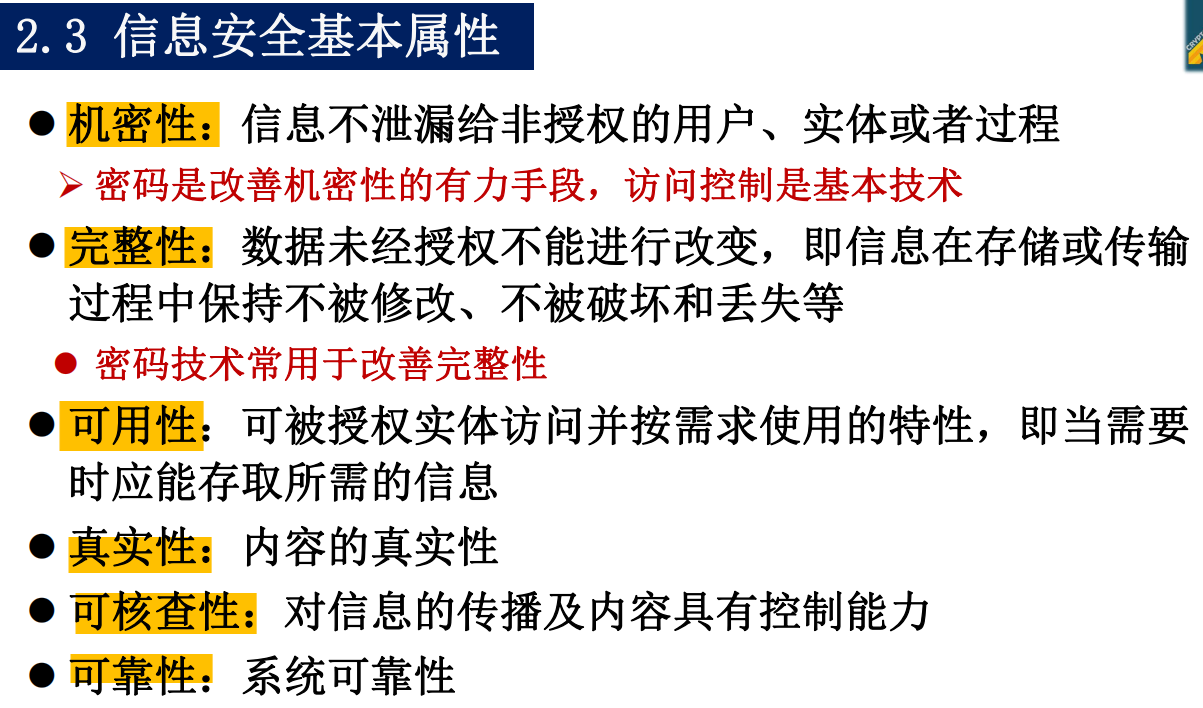 2.3 信息安全基本属性
机密性：信息不泄漏给非授权的用户、实体或者过程
密码是改善机密性的有力手段，访问控制是基本技术
完整性：数据未经授权不能进行改变，即信息在存储或传输
过程中保持不被修改、不被破坏和丢失等
密码技术常用于改善完整性
可用性：可被授权实体访问并按需求使用的特性，即当需要
时应能存取所需的信息
真实性：内容的真实性
可核查性：对信息的传播及内容具有控制能力
可靠性：系统可靠性